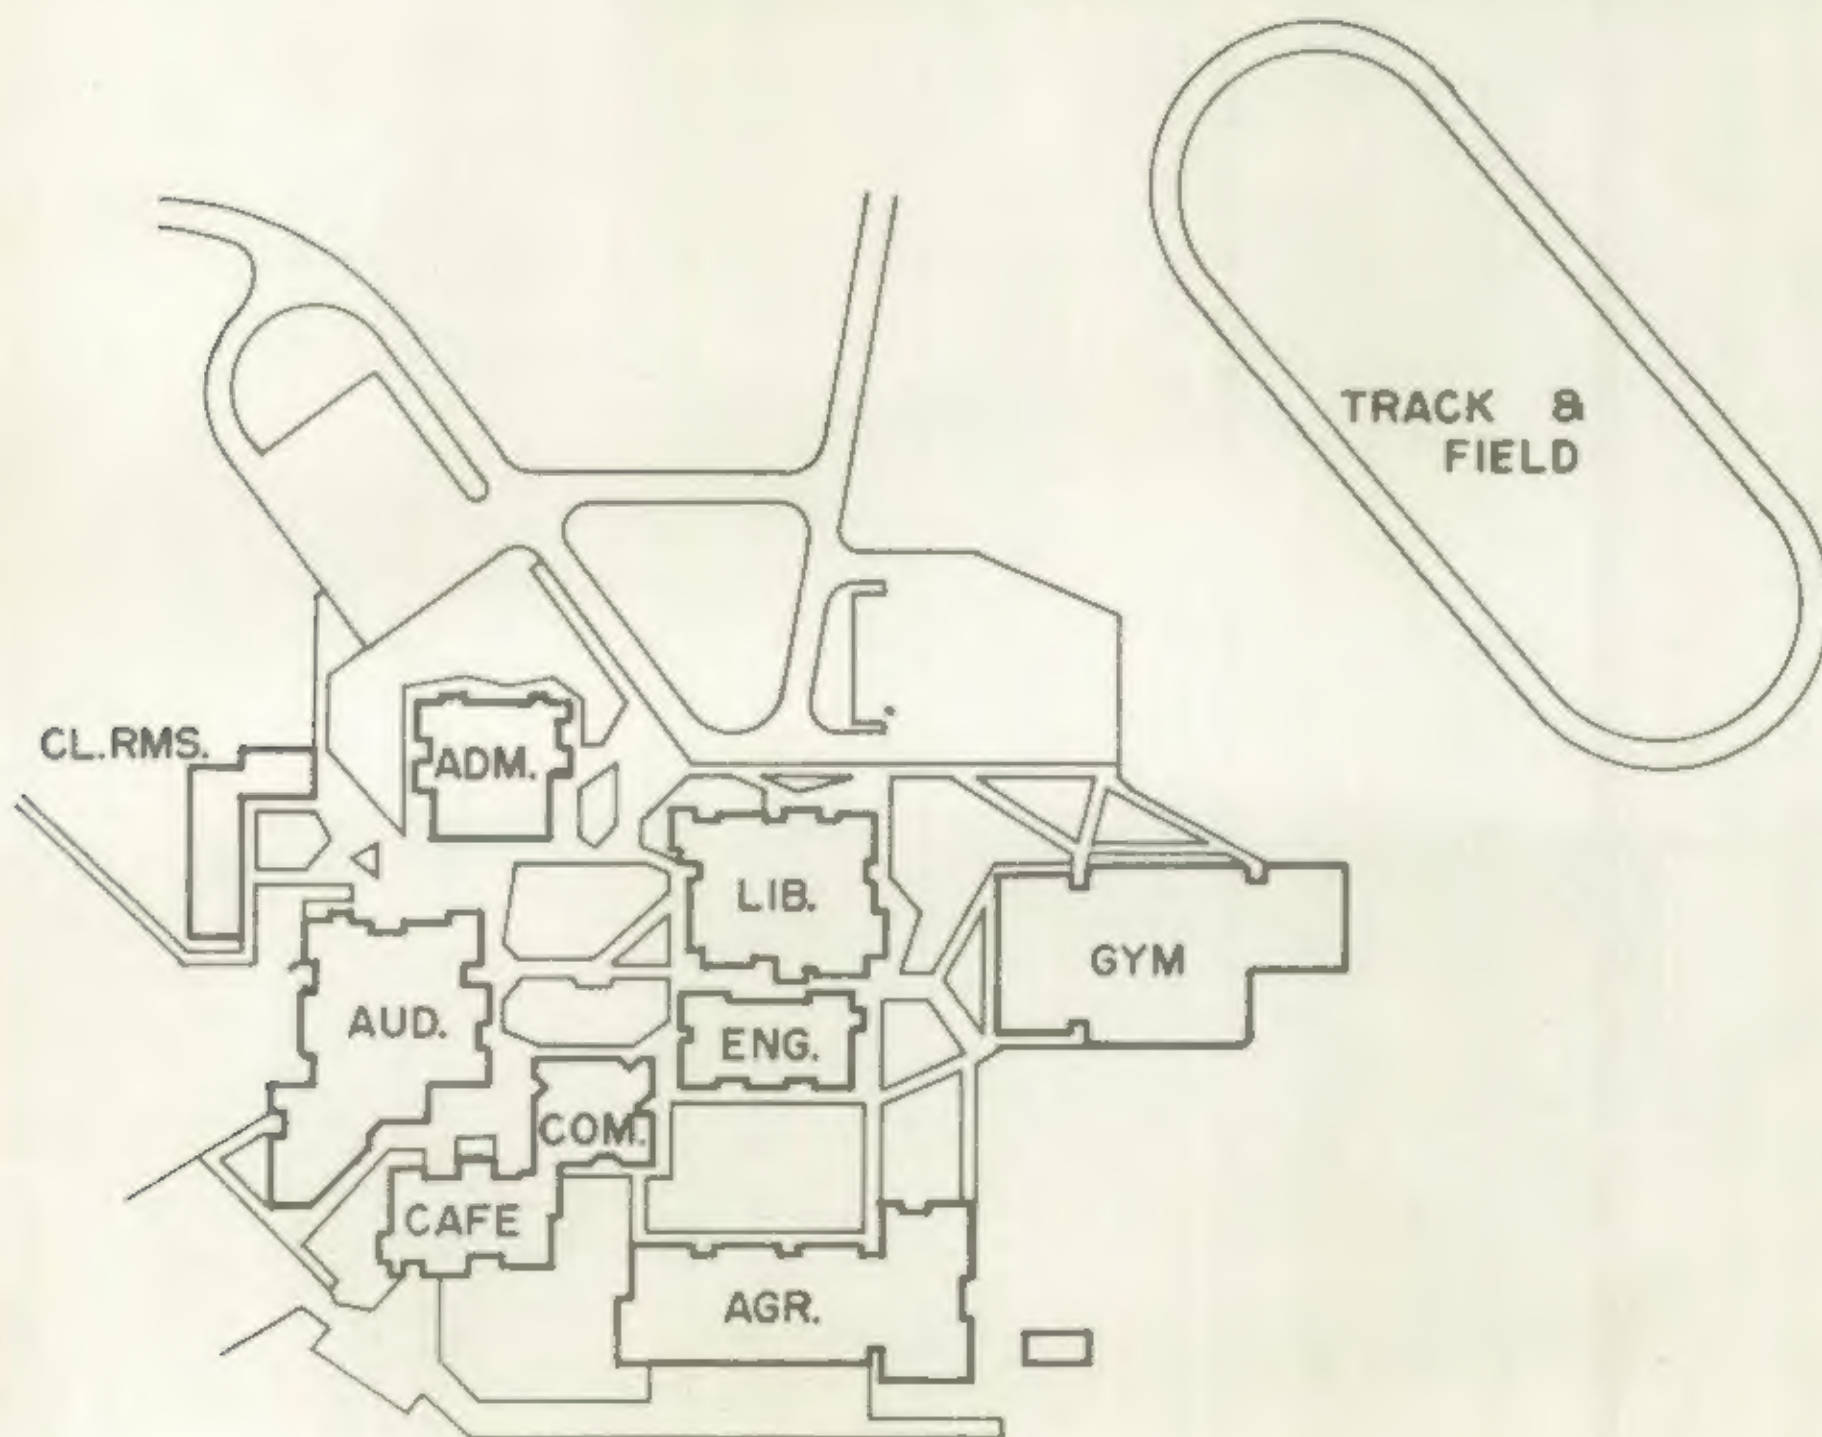 TRACK &
FIELD
CL.RMS.
ADM.
LIB.
GYM
AUD.
ENG.
COM.
CAFE
AGR.